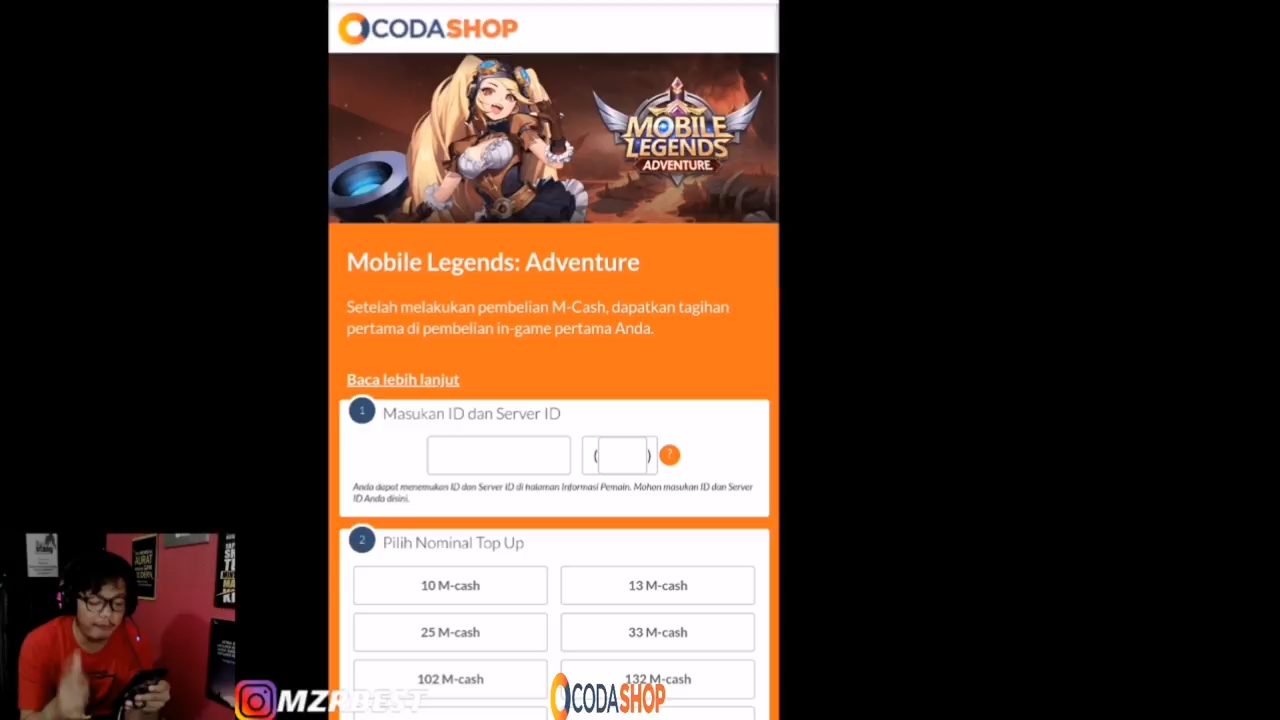 CODASHOP
MOBILE
LEGENDS
ADVENTURE
Mobile Legends: Adventure
Setelah melakukan pembelian M-Cash, dapatkan tagihan
pertama di pembelian in-game pertama Anda.
Baca lebih lanjut
1 Masukan ID dan Server ID
( ) ?
Anda dapat menemukan ID dan Server ID di halaman Informasi Pemain. Mohon masukan ID dan Server
ID Anda disini.
2 Pilih Nominal Top Up
10 M-cash
13 M-cash
25 M-cash
33 M-cash
102 M-cash
132 M-cash
AURAT
MZRBEST
CODASHOP